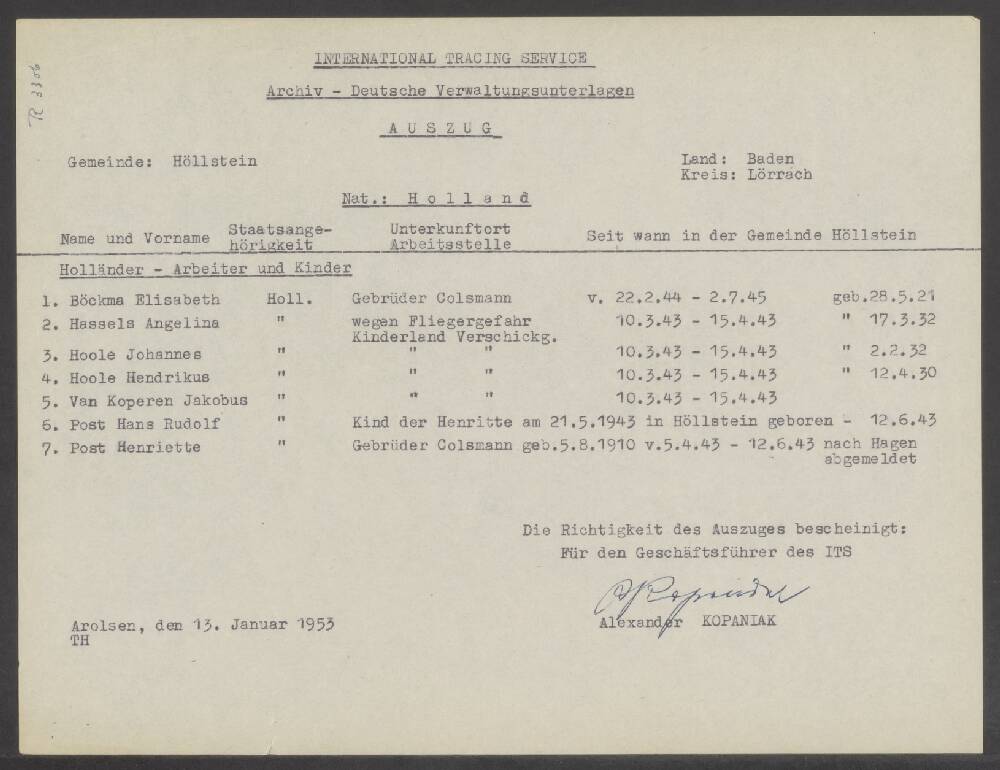 R 3306
INTERNATIONAL TRACING SERVICE
Archiv - Deutsche Verwaltungsunterlagen
A U S Z U G
Gemeinde: Höllstein Land: Baden
Kreis: Lörrach
Nat.: H o l l a n d
Name und Vorname Staatsange-hörigkeit Unterkunftort Arbeitsstelle Seit wann in der Gemeinde Höllstein
Holländer - Arbeiter und Kinder
1. Böckma Elisabeth Holl. Gebrüder Colsmann v. 22.2.44 - 2.7.45 geb.28.5.21
2. Hassels Angelina " wegen Fliegergefahr 10.3.43 - 15.4.43 " 17.3.32
Kinderland Verschickg.
3. Hoole Johannes " " " 10.3.43 - 15.4.43 " 2.2.32
4. Hoole Hendrikus " " " 10.3.43 - 15.4.43 " 12.4.30
5. Van Koperen Jakobus " " " 10.3.43 - 15.4.43
6. Post Hans Rudolf " Kind der Henritte am 21.5.1943 in Höllstein geboren - 12.6.43
7. Post Henriette " Gebrüder Colsmann geb.5.8.1910 v.5.4.43 - 12.6.43 nach Hagen
abgemeldet
Die Richtigkeit des Auszuges bescheinigt:
Für den Geschäftsführer des ITS
Alexander KOPANIAK
Arolsen, den 13. Januar 1953
TH